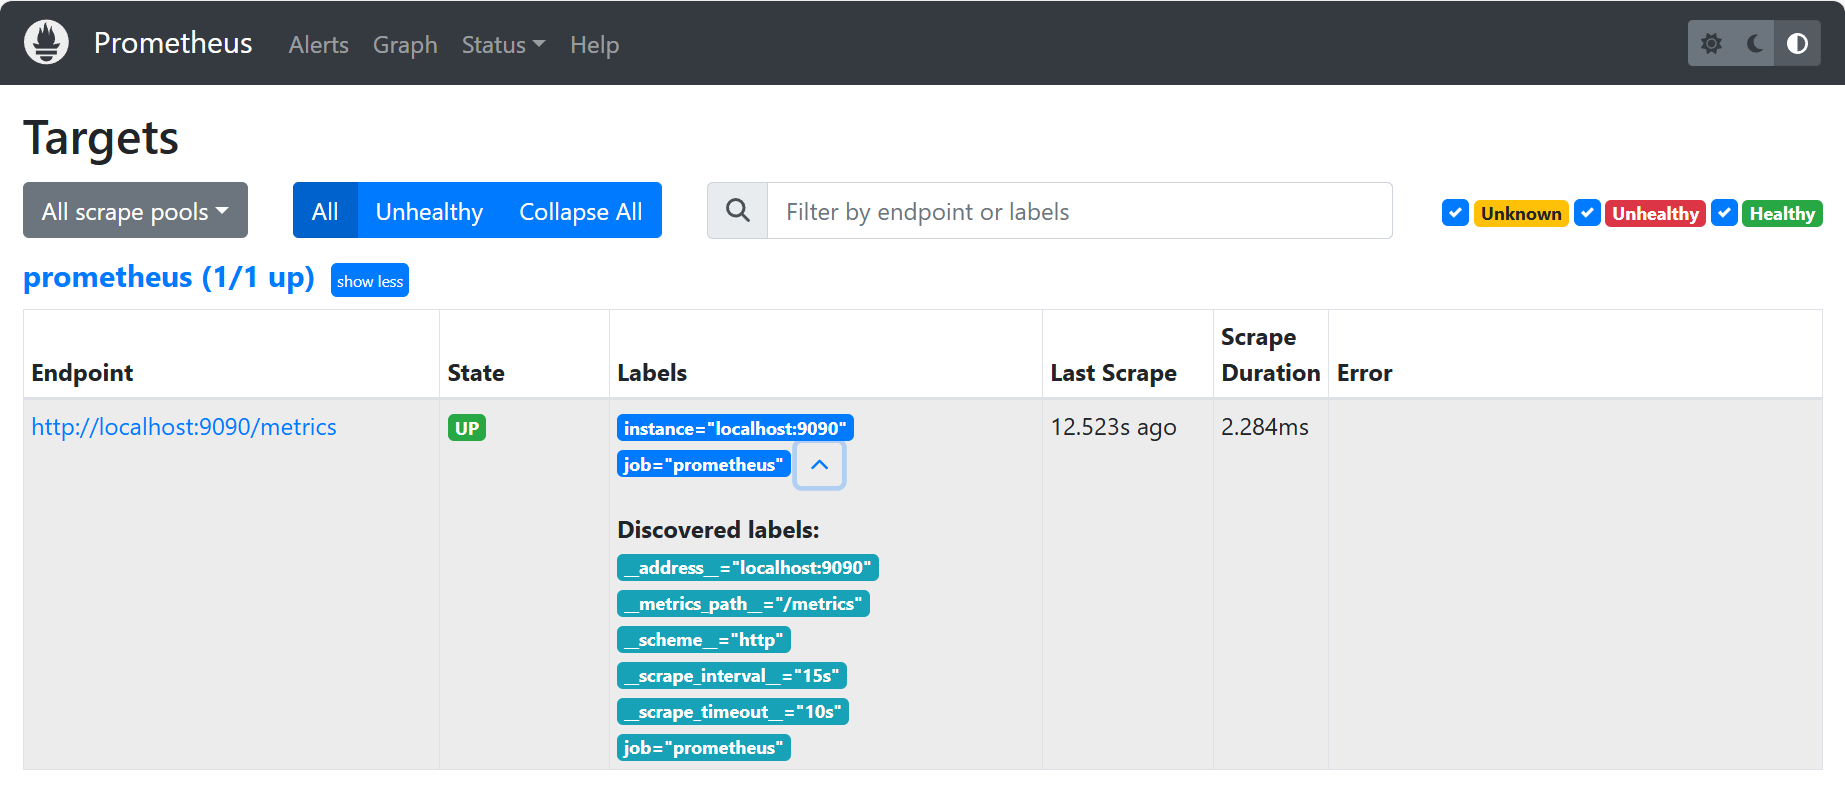 Prometheus Alerts Graph Status Help
Targets
All scrape pools All Unhealthy Collapse All Filter by endpoint or labels Unknown Unhealthy Healthy
prometheus (1/1 up) show less
Endpoint State Labels Last Scrape Scrape Duration Error
http://localhost:9090/metrics UP instance="localhost:9090" 12.523s ago 2.284ms
job="prometheus"
Discovered labels:
__address__="localhost:9090"
__metrics_path__="/metrics"
__scheme__="http"
__scrape_interval__="15s"
__scrape_timeout__="10s"
job="prometheus"